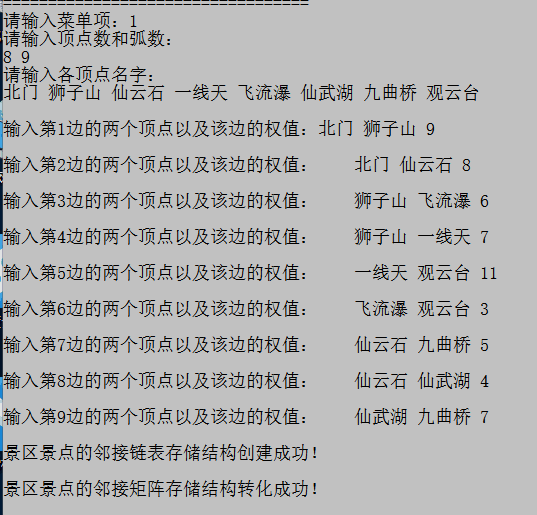 ==================================
请输入菜单项：1
请输入顶点数和弧数：
8 9
请输入各顶点名字：
北门 狮子山 仙云石 一线天 飞流瀑 仙武湖 九曲桥 观云台
输入第1边的两个顶点以及该边的权值：北门 狮子山 9
输入第2边的两个顶点以及该边的权值： 北门 仙云石 8
输入第3边的两个顶点以及该边的权值： 狮子山 飞流瀑 6
输入第4边的两个顶点以及该边的权值： 狮子山 一线天 7
输入第5边的两个顶点以及该边的权值： 一线天 观云台 11
输入第6边的两个顶点以及该边的权值： 飞流瀑 观云台 3
输入第7边的两个顶点以及该边的权值： 仙云石 九曲桥 5
输入第8边的两个顶点以及该边的权值： 仙云石 仙武湖 4
输入第9边的两个顶点以及该边的权值： 仙武湖 九曲桥 7
景区景点的邻接链表存储结构创建成功！
景区景点的邻接矩阵存储结构转化成功！